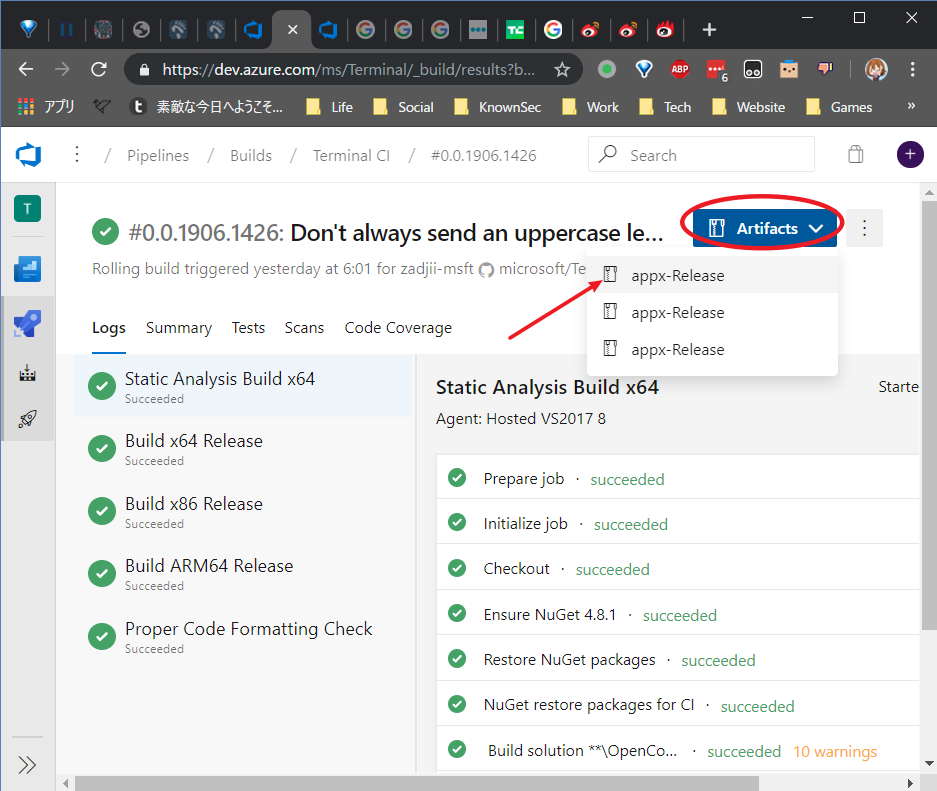 TC
https://dev.azure.com/ms/Terminal/_build/results?b...
ABP
6
アプリ
t
素敵な今日へようこそ...
Life
Social
KnownSec
Work
Tech
Website
Games
»
/ Pipelines / Builds / Terminal CI / #0.0.1906.1426
Search
T
#0.0.1906.1426: Don't always send an uppercase le...
Artifacts
Rolling build triggered yesterday at 6:01 for zadjii-msft microsoft/Te
appx-Release
appx-Release
appx-Release
Logs
Summary
Tests
Scans
Code Coverage
Static Analysis Build x64
Succeeded
Build x64 Release
Succeeded
Build x86 Release
Succeeded
Build ARM64 Release
Succeeded
Proper Code Formatting Check
Succeeded
Static Analysis Build x64
Starte
Agent: Hosted VS2017 8
Prepare job · succeeded
Initialize job · succeeded
Checkout · succeeded
Ensure NuGet 4.8.1 · succeeded
Restore NuGet packages · succeeded
NuGet restore packages for CI · succeeded
Build solution **\OpenCo... · succeeded 10 warnings